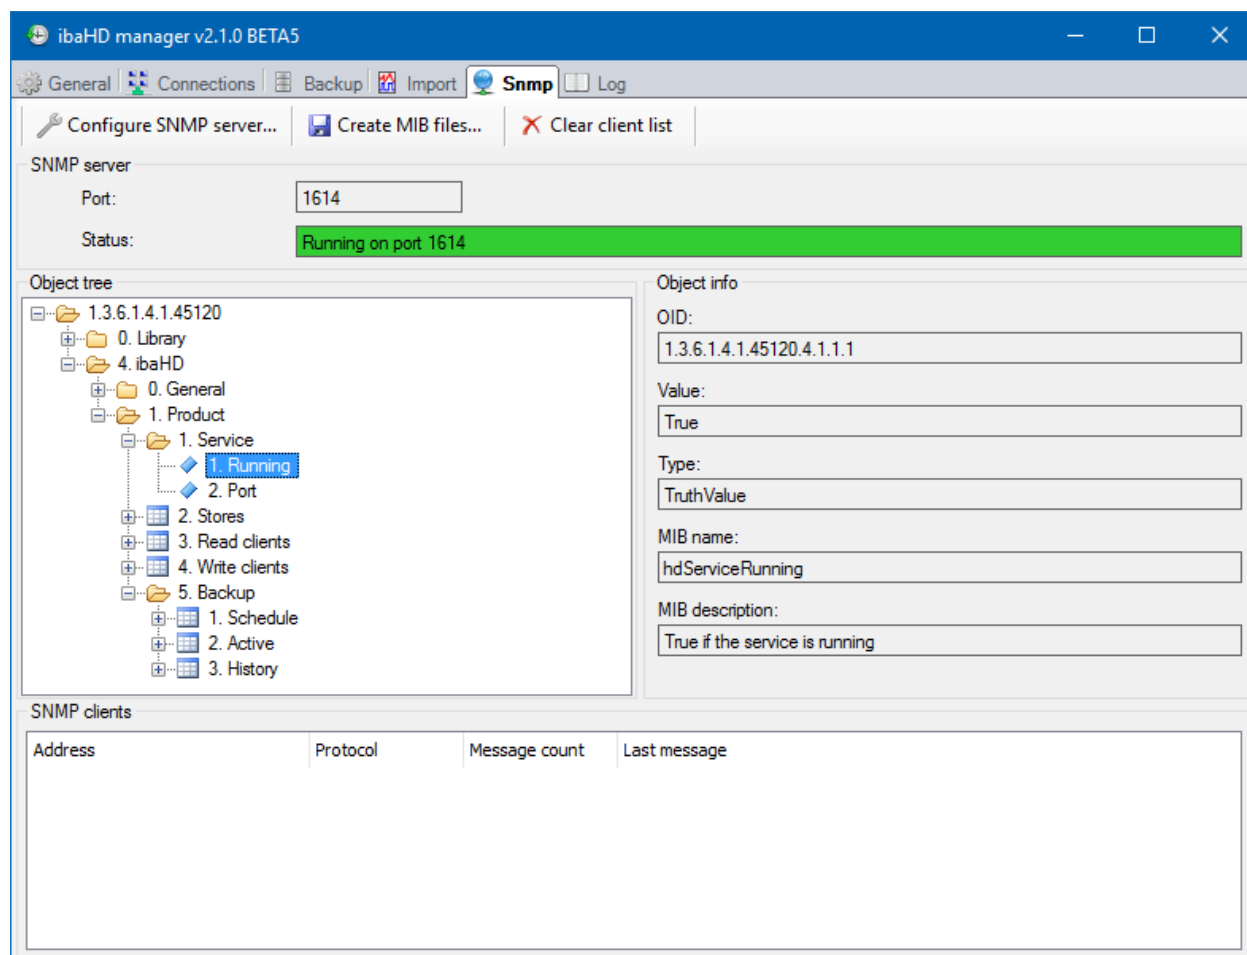 ibaHD manager v2.1.0 BETA5
General Connections Backup Import Snmp Log
Configure SNMP server... Create MIB files... Clear client list
SNMP server
Port: 1614
Status: Running on port 1614
Object tree
1.3.6.1.4.1.45120
0. Library
4. ibaHD
0. General
1. Product
1. Service
1. Running
2. Port
2. Stores
3. Read clients
4. Write clients
5. Backup
1. Schedule
2. Active
3. History
Object info
OID:
1.3.6.1.4.1.45120.4.1.1.1
Value:
True
Type:
TruthValue
MIB name:
hdServiceRunning
MIB description:
True if the service is running
SNMP clients
Address Protocol Message count Last message